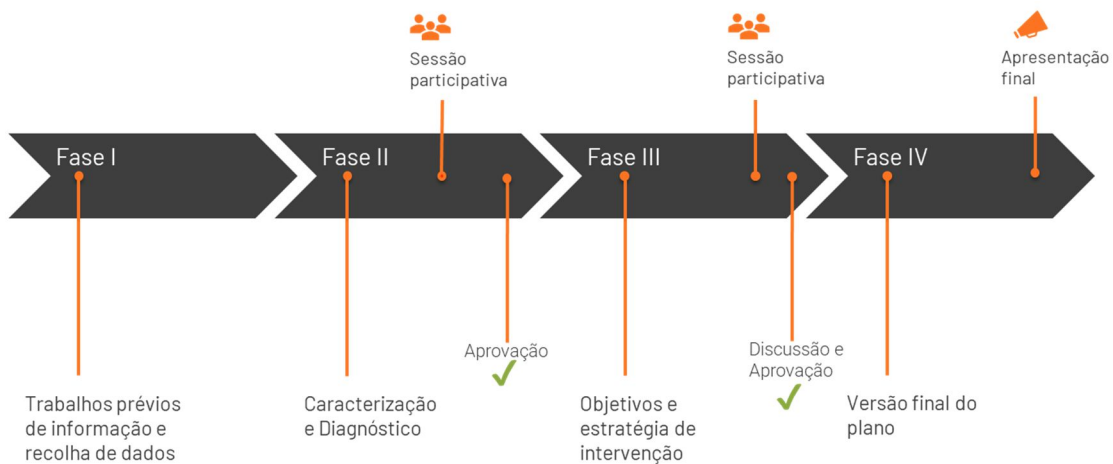 Sessão
participativa
Sessão
participativa
Apresentação
final
Fase I
Fase II
Fase III
Fase IV
Aprovação
Discussão e
Aprovação
Trabalhos prévios
de informação e
recolha de dados
Caracterização
e Diagnóstico
Objetivos e
estratégia de
intervenção
Versão final do
plano